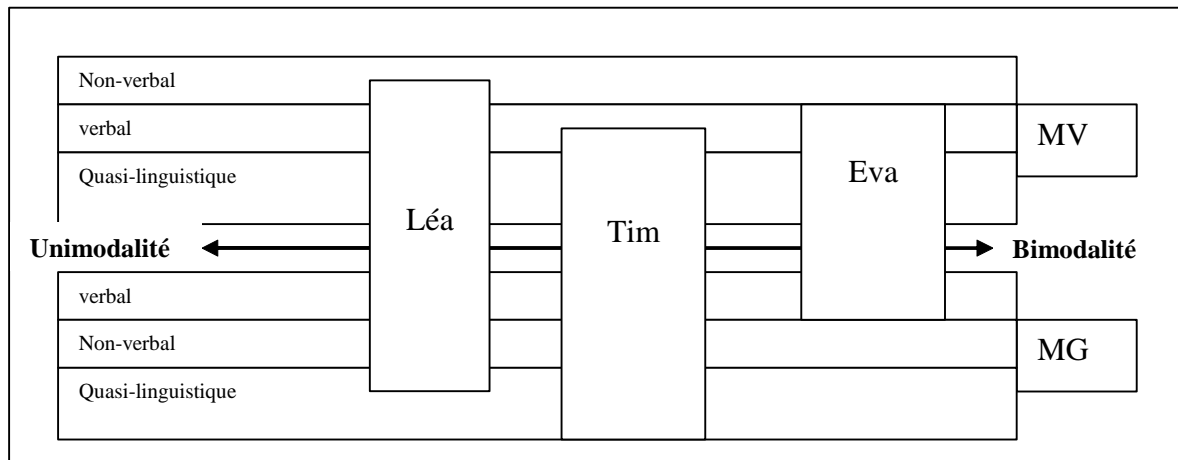 Non-verbal
verbal
MV
Quasi-linguistique
Eva
Léa
Tim
Unimodalité
Bimodalité
verbal
Non-verbal
MG
Quasi-linguistique